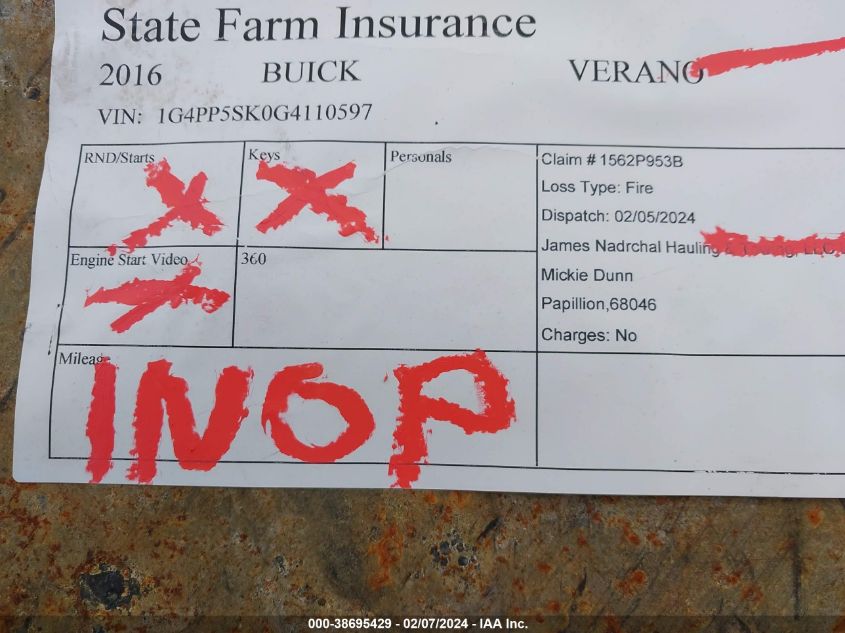 State Farm Insurance
2016 BUICK VERANO
VIN: 1G4PP5SK0G4110597
RND/Starts X
Keys X
Personals
Claim # 1562P953B
Loss Type: Fire
Dispatch: 02/05/2024
James Nadrchal Hauling & Towing, LLC
Mickie Dunn
Papillion,68046
Charges: No
Engine Start Video X
360
Mileage
INOP
000-38695429 - 02/07/2024 - IAA Inc.